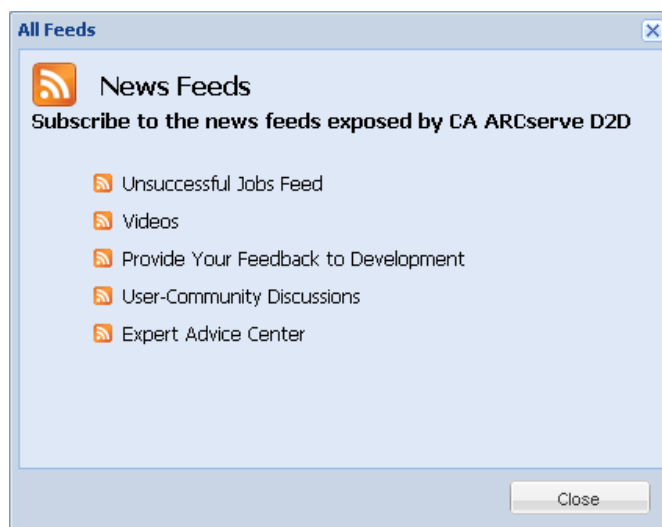 All Feeds
News Feeds
Subscribe to the news feeds exposed by CA ARCserve D2D
Unsuccessful Jobs Feed
Videos
Provide Your Feedback to Development
User-Community Discussions
Expert Advice Center
Close